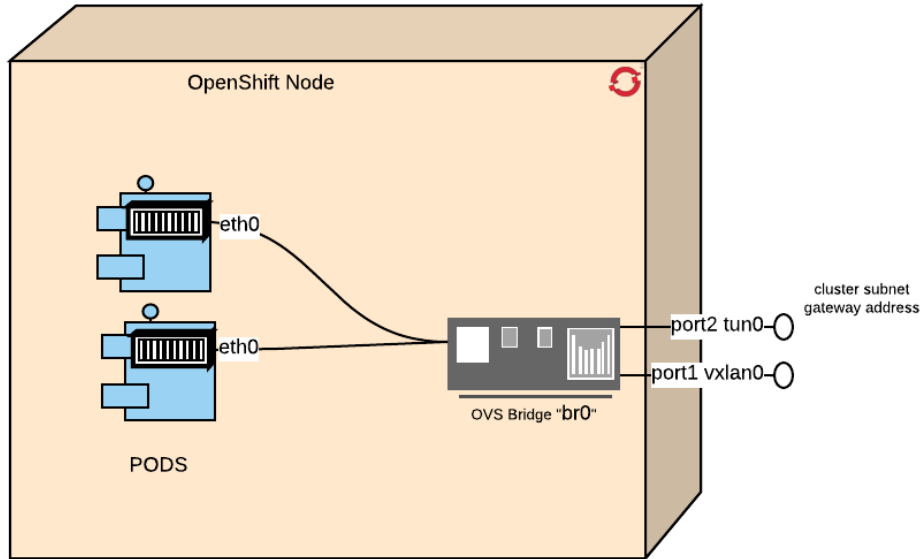 OpenShift Node
eth0
eth0
cluster subnet
gateway address
port2 tun0
port1 vxlan0
OVS Bridge "br0"
PODS